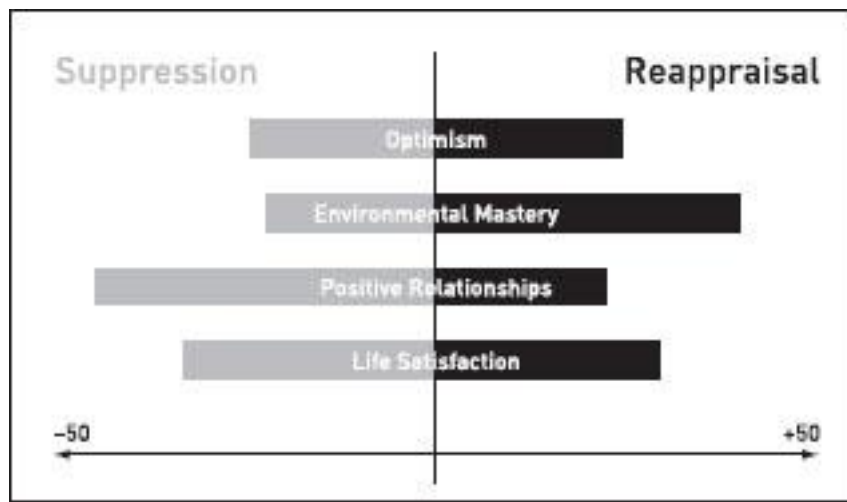 Suppression
Reappraisal
Optimism
Environmental Mastery
Positive Relationships
Life Satisfaction
–50
+50